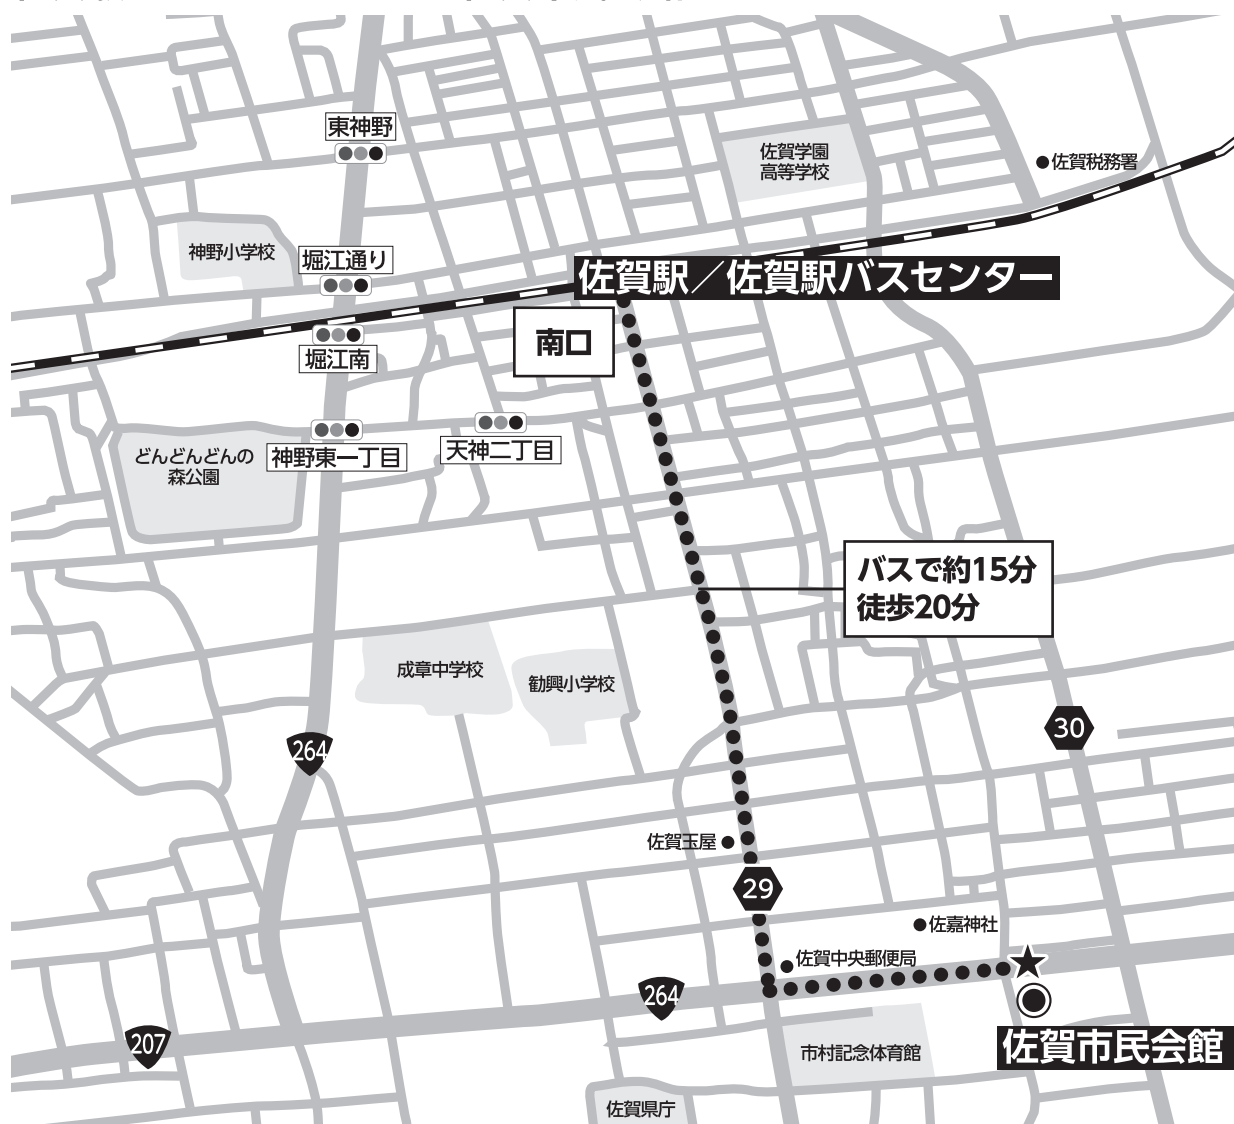 東神野
佐賀学園
高等学校
佐賀税務署
神野小学校
堀江通り
佐賀駅／佐賀駅バスセンター
南口
堀江南
どんどんどんの
森公園
神野東一丁目
天神二丁目
バスで約15分
徒歩20分
成章中学校
勧興小学校
264
30
佐賀玉屋
29
佐嘉神社
佐賀中央郵便局
264
207
市村記念体育館
佐賀市民会館
佐賀県庁